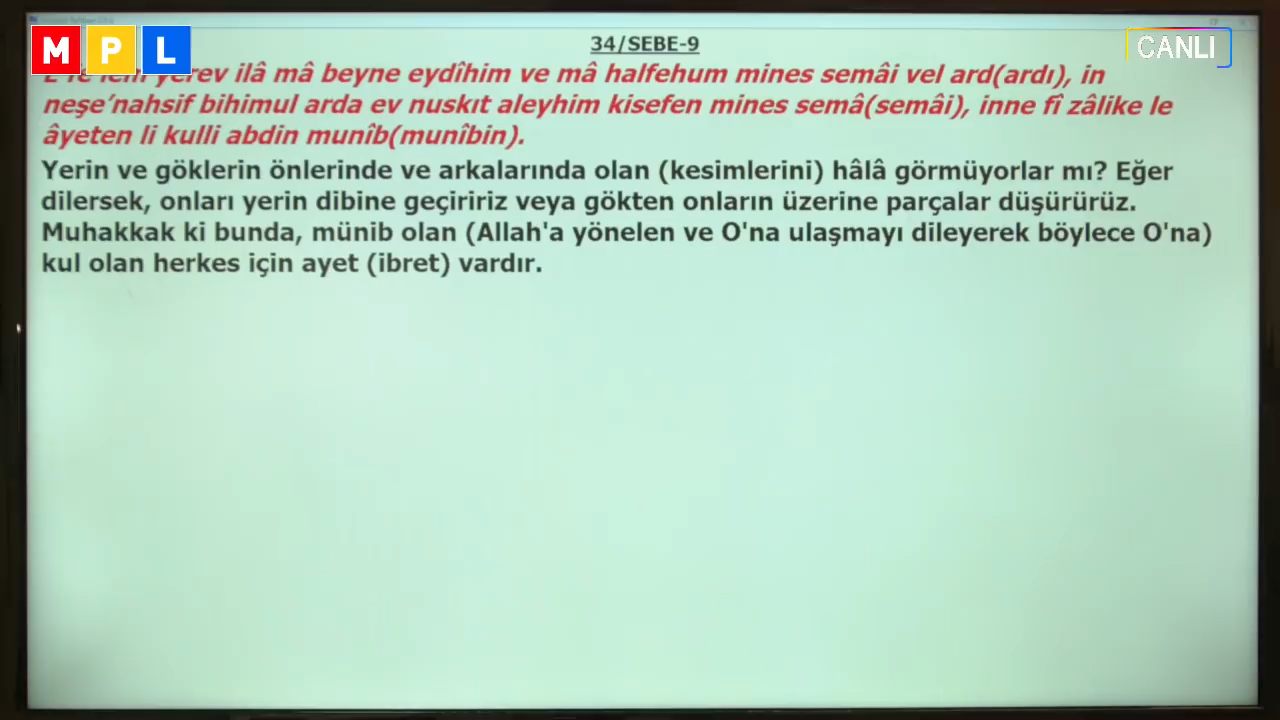 MPL
CANLI
34/SEBE-9
yerev ilâ mâ beyne eydîhim ve mâ halfehum mines semâi vel ard(ardı), in
neşe’nahsif bihimul arda ev nuskıt aleyhim kisefen mines semâ(semâi), inne fî zâlike le
âyeten li kulli abdin munîb(munîbin).
Yerin ve göklerin önlerinde ve arkalarında olan (kesimlerini) hâlâ görmüyorlar mı? Eğer
dilersek, onları yerin dibine geçiririz veya gökten onların üzerine parçalar düşürürüz.
Muhakkak ki bunda, münib olan (Allah'a yönelen ve O'na ulaşmayı dileyerek böylece O'na)
kul olan herkes için ayet (ibret) vardır.